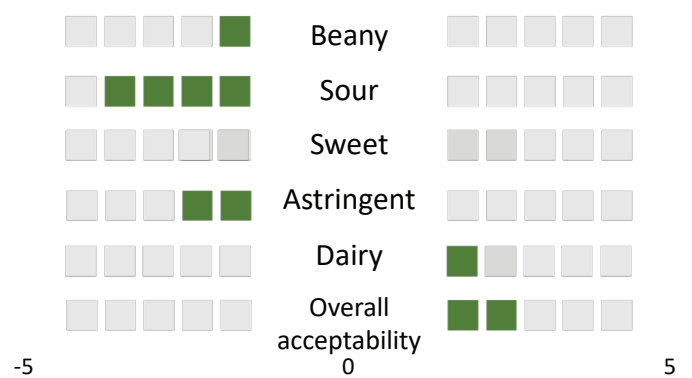 Beany
Sour
Sweet
Astringent
Dairy
Overall
acceptability
-5 0 5